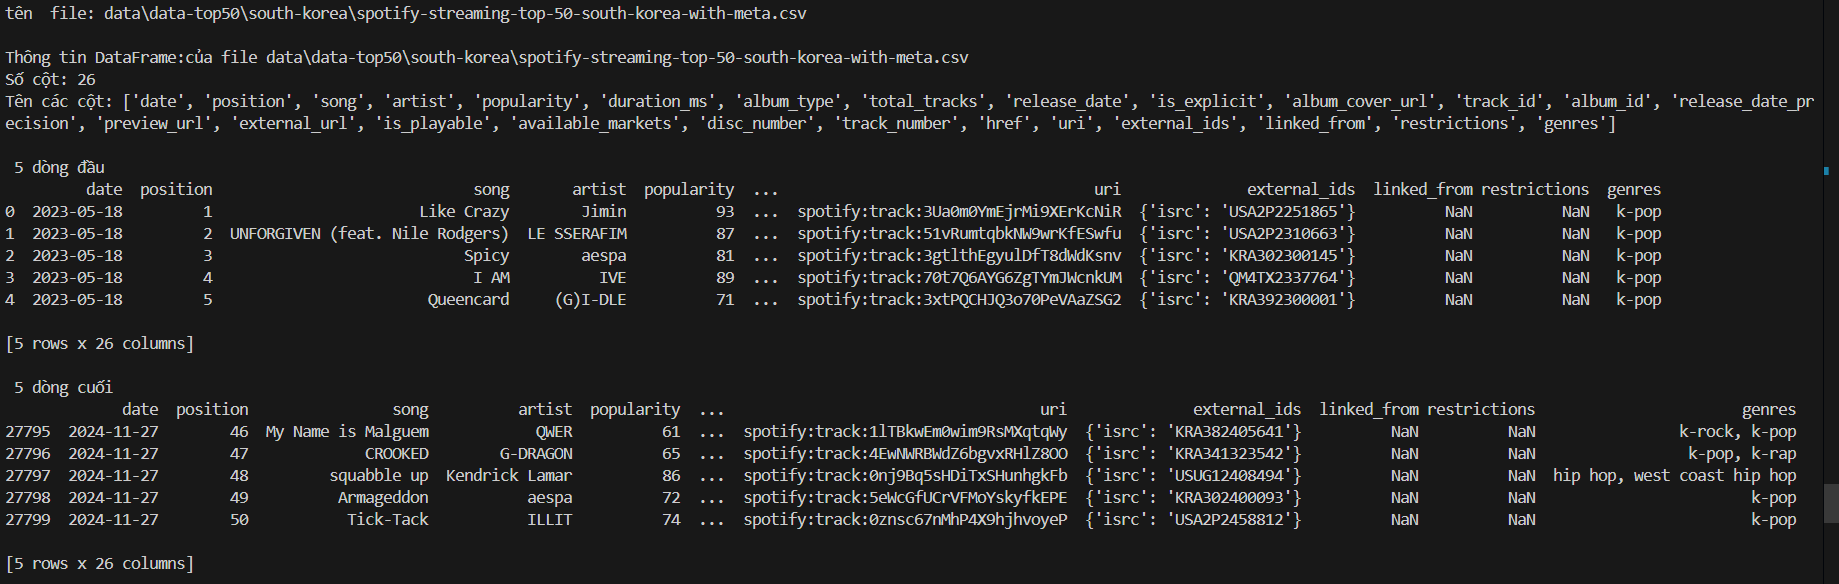 tên  file: data\data-top50\south-korea\spotify-streaming-top-50-south-korea-with-meta.csv
Thông tin DataFrame:của file data\data-top50\south-korea\spotify-streaming-top-50-south-korea-with-meta.csv
Số cột: 26
Tên các cột: ['date', 'position', 'song', 'artist', 'popularity', 'duration_ms', 'album_type', 'total_tracks', 'release_date', 'is_explicit', 'album_cover_url', 'track_id', 'album_id', 'release_date_pr
ecision', 'preview_url', 'external_url', 'is_playable', 'available_markets', 'disc_number', 'track_number', 'href', 'uri', 'external_ids', 'linked_from', 'restrictions', 'genres']
5 dòng đầu
date position song artist popularity ... uri external_ids linked_from restrictions genres
0 2023-05-18 1 Like Crazy Jimin 93 ... spotify:track:3Ua0m0YmEjrMi9XErKcNiR {'isrc': 'USA2P2251865'} NaN NaN k-pop
1 2023-05-18 2 UNFORGIVEN (feat. Nile Rodgers) LE SSERAFIM 87 ... spotify:track:51vRumtqbkNW9wrKfESwfu {'isrc': 'USA2P2310663'} NaN NaN k-pop
2 2023-05-18 3 Spicy aespa 81 ... spotify:track:3gtlthEgyulDfT8dWdKsnv {'isrc': 'KRA302300145'} NaN NaN k-pop
3 2023-05-18 4 I AM IVE 89 ... spotify:track:70t7Q6AYG6ZgTYmJWcnkUM {'isrc': 'QM4TX2337764'} NaN NaN k-pop
4 2023-05-18 5 Queencard (G)I-DLE 71 ... spotify:track:3xtPQCHJQ3o70PeVAaZSG2 {'isrc': 'KRA392300001'} NaN NaN k-pop
[5 rows x 26 columns]
5 dòng cuối
date position song artist popularity ... uri external_ids linked_from restrictions genres
27795 2024-11-27 46 My Name is Malguem QWER 61 ... spotify:track:1lTBkwEm0wim9RsMXqtqWy {'isrc': 'KRA382405641'} NaN NaN k-rock, k-pop
27796 2024-11-27 47 CROOKED G-DRAGON 65 ... spotify:track:4EwNWRBWdZ6bgvxRHlZ8OO {'isrc': 'KRA341323542'} NaN NaN k-pop, k-rap
27797 2024-11-27 48 squabble up Kendrick Lamar 86 ... spotify:track:0nj9Bq5sHDiTxSHunhgkFb {'isrc': 'USUG12408494'} NaN NaN hip hop, west coast hip hop
27798 2024-11-27 49 Armageddon aespa 72 ... spotify:track:5eWcGfUCrVFMoYskyfkEPE {'isrc': 'KRA302400093'} NaN NaN k-pop
27799 2024-11-27 50 Tick-Tack ILLIT 74 ... spotify:track:0znsc67nMhP4X9hjhvoyeP {'isrc': 'USA2P2458812'} NaN NaN k-pop
[5 rows x 26 columns]